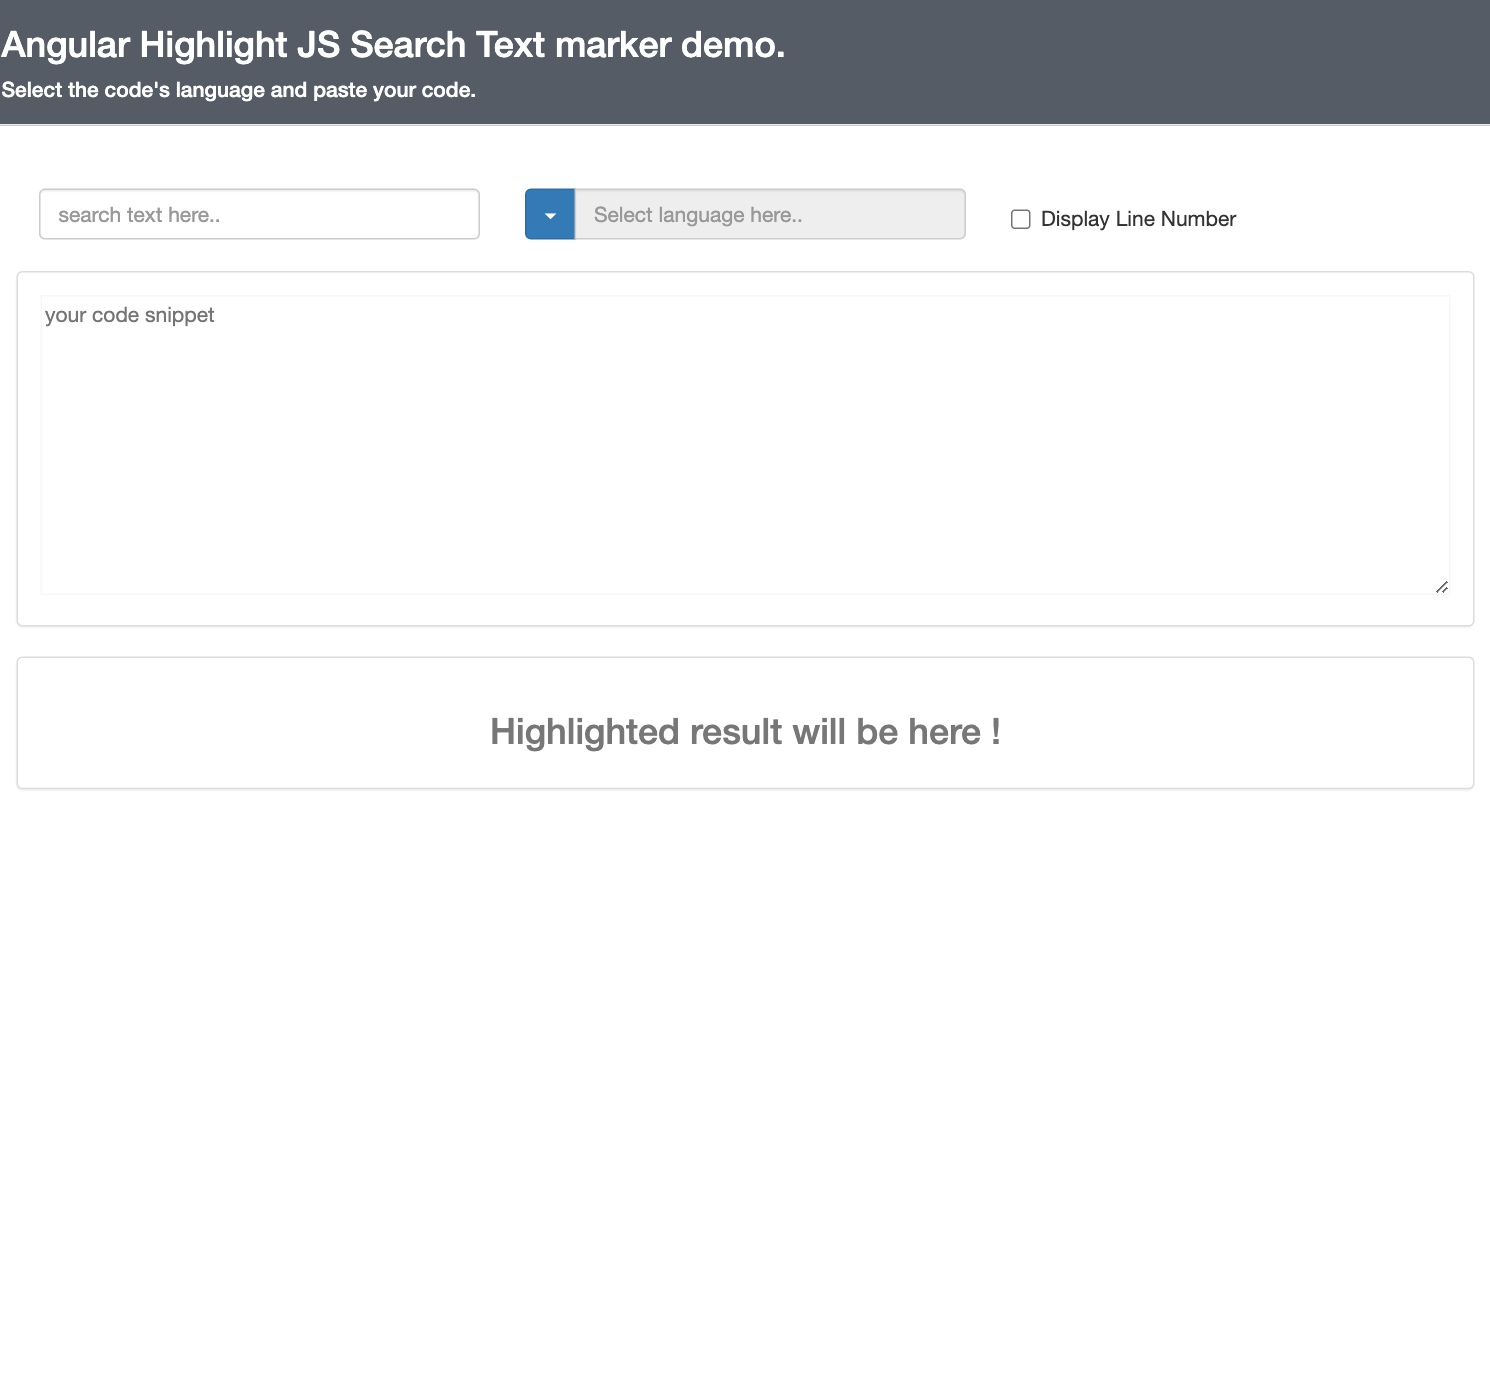 Angular Highlight JS Search Text marker demo.
Select the code's language and paste your code.
search text here..
Select language here..
Display Line Number
your code snippet
Highlighted result will be here !